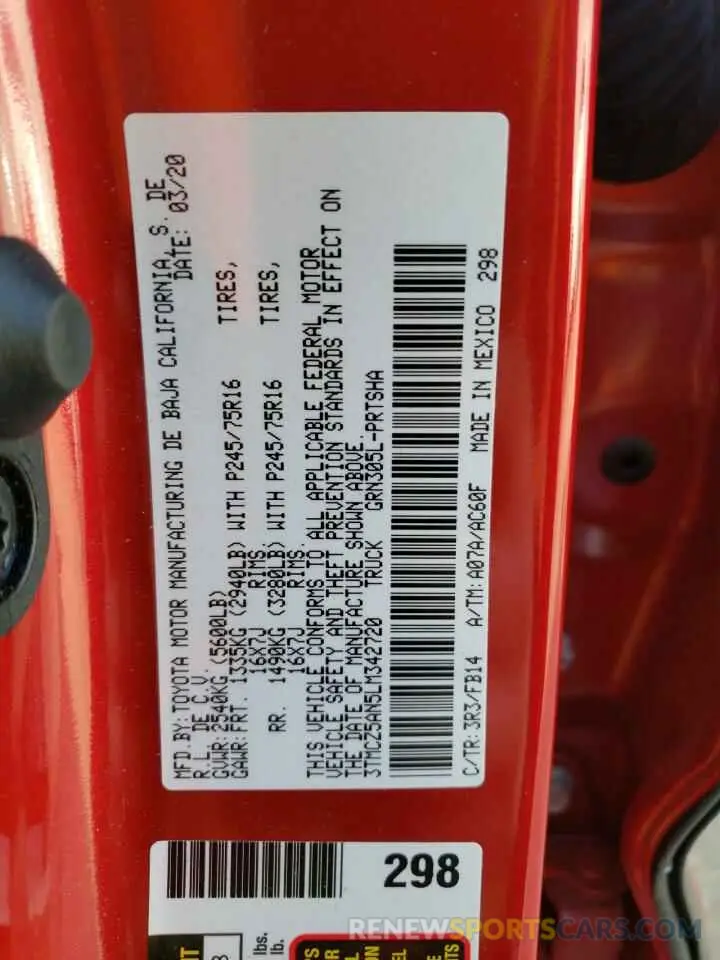 MFD.BY:TOYOTA MOTOR MANUFACTURING DE BAJA CALIFORNIA,S. DE
R.L. DE C.V. DATE: 03/20
GVWR:2540KG (5600LB)
GAWR:FRT. 1335KG (2940LB) WITH P245/75R16 TIRES,
16X7J RIMS,
RR. 1490KG (3280LB) WITH P245/75R16 TIRES,
16X7J RIMS.
THIS VEHICLE CONFORMS TO ALL APPLICABLE FEDERAL MOTOR
VEHICLE SAFETY AND THEFT PREVENTION STANDARDS IN EFFECT ON
THE DATE OF MANUFACTURE SHOWN ABOVE.
3TMCZ5AN5LM342720 TRUCK GRN305L-PRTSHA
C/TR:3R3/FB14 A/TM:A07A/AC60F MADE IN MEXICO 298
298
lbs.
lb.
RENEWSPORTSCARS.COM